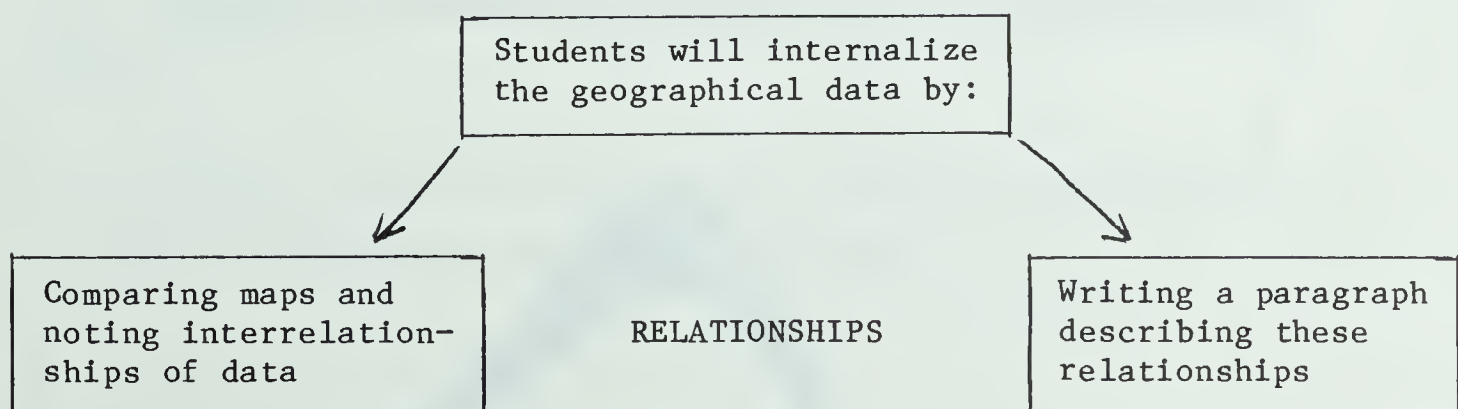 Students will internalize
the geographical data by:
Comparing maps and
noting interrelation-
ships of data
RELATIONSHIPS
Writing a paragraph
describing these
relationships